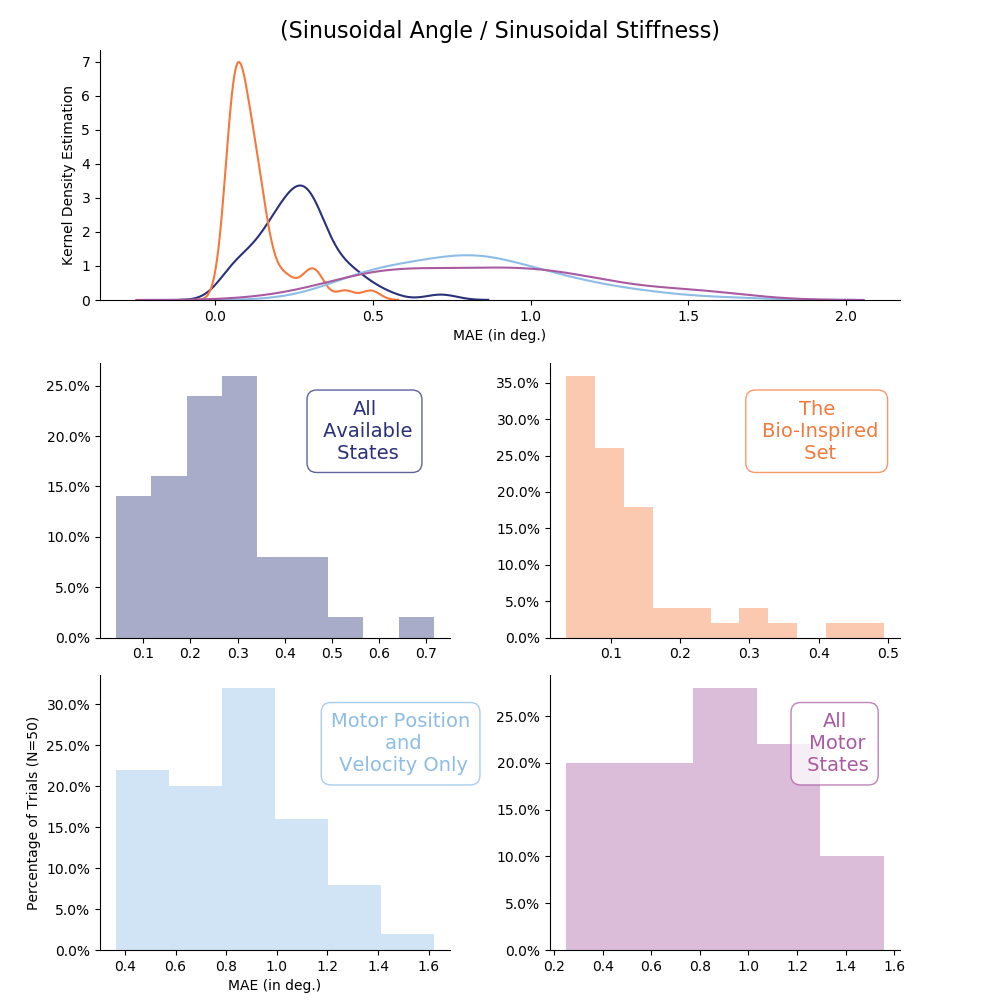 (Sinusoidal Angle / Sinusoidal Stiffness)
Kernel Density Estimation
7
6
5
4
3
2
1
0
0.0 0.5 1.0 1.5 2.0
MAE (in deg.)
25.0%
20.0%
15.0%
10.0%
5.0%
0.0%
0.1 0.2 0.3 0.4 0.5 0.6 0.7
All
Available
States
35.0%
30.0%
25.0%
20.0%
15.0%
10.0%
5.0%
0.0%
0.1 0.2 0.3 0.4 0.5
The
Bio-Inspired
Set
Percentage of Trials (N=50)
30.0%
25.0%
20.0%
15.0%
10.0%
5.0%
0.0%
0.4 0.6 0.8 1.0 1.2 1.4 1.6
MAE (in deg.)
Motor Position
and
Velocity Only
25.0%
20.0%
15.0%
10.0%
5.0%
0.0%
0.2 0.4 0.6 0.8 1.0 1.2 1.4 1.6
All
Motor
States